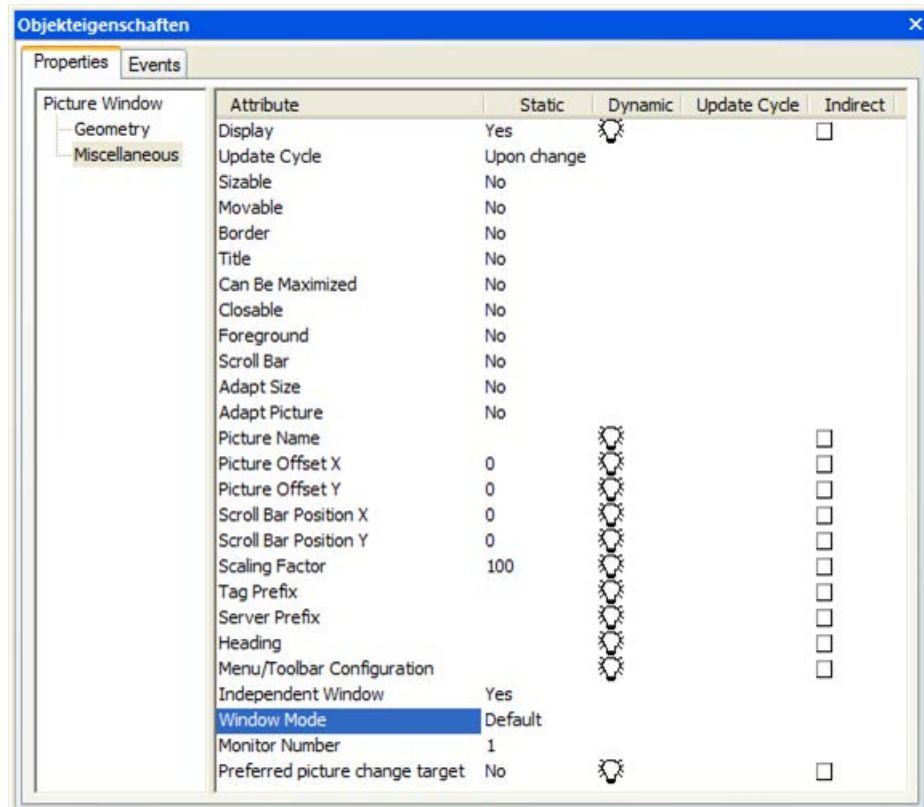 Objekteigenschaften
Properties Events
Picture Window
Geometry
Miscellaneous
Attribute Static Dynamic Update Cycle Indirect
Display Yes
Update Cycle Upon change
Sizable No
Movable No
Border No
Title No
Can Be Maximized No
Closable No
Foreground No
Scroll Bar No
Adapt Size No
Adapt Picture No
Picture Name
Picture Offset X 0
Picture Offset Y 0
Scroll Bar Position X 0
Scroll Bar Position Y 0
Scaling Factor 100
Tag Prefix
Server Prefix
Heading
Menu/Toolbar Configuration
Independent Window Yes
Window Mode Default
Monitor Number 1
Preferred picture change target No